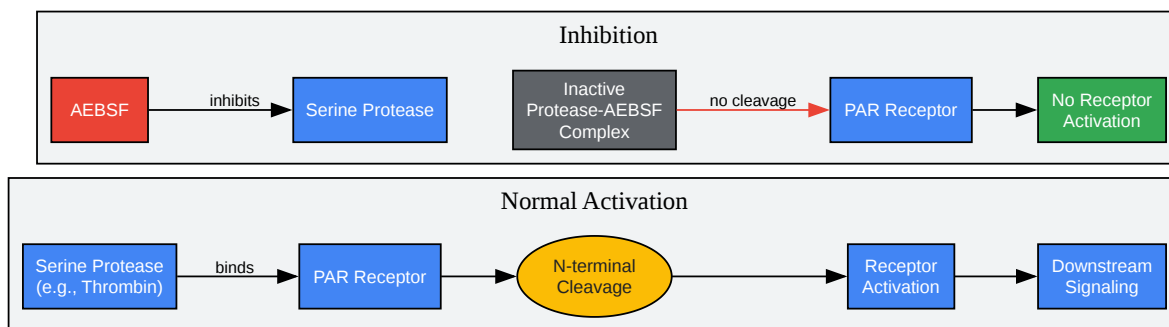 Inhibition
AEBSF
inhibits
Serine Protease
Inactive
Protease-AEBSF
Complex
no cleavage
PAR Receptor
No Receptor
Activation
Normal Activation
Serine Protease
(e.g., Thrombin)
binds
PAR Receptor
N-terminal
Cleavage
Receptor
Activation
Downstream
Signaling